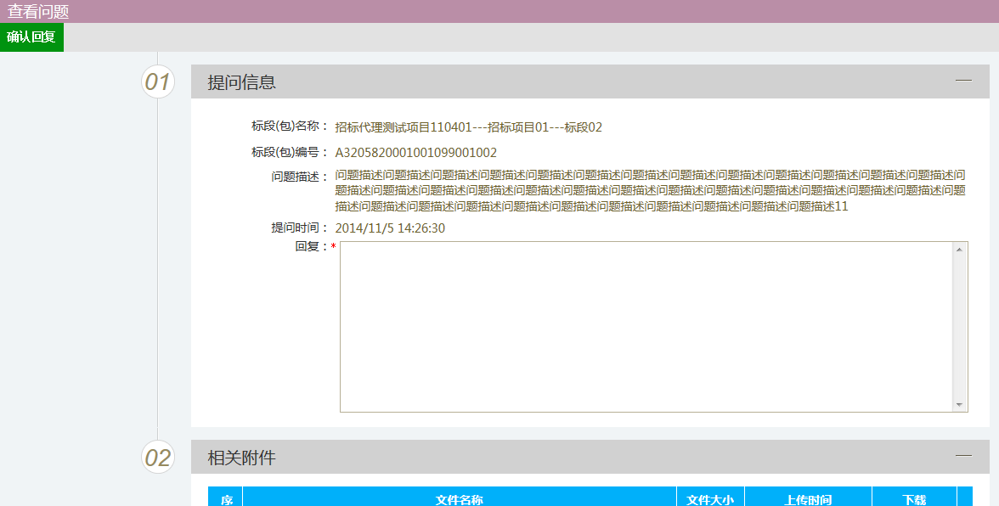 查看问题
确认回复
01
提问信息
标段(包)名称： 招标代理测试项目110401---招标项目01---标段02
标段(包)编号： A3205820001001099001002
问题描述： 问题描述问题描述问题描述问题描述问题描述问题描述问题描述问题描述问题描述问题描述问题描述问题描述问题描述问
题描述问题描述问题描述问题描述问题描述问题描述问题描述问题描述问题描述问题描述问题描述问题描述问题描述问题
描述问题描述问题描述问题描述问题描述问题描述问题描述问题描述问题描述问题描述问题描述11
提问时间： 2014/11/5 14:26:30
回复：*
02
相关附件
序 文件名称 文件大小 上传时间 下载